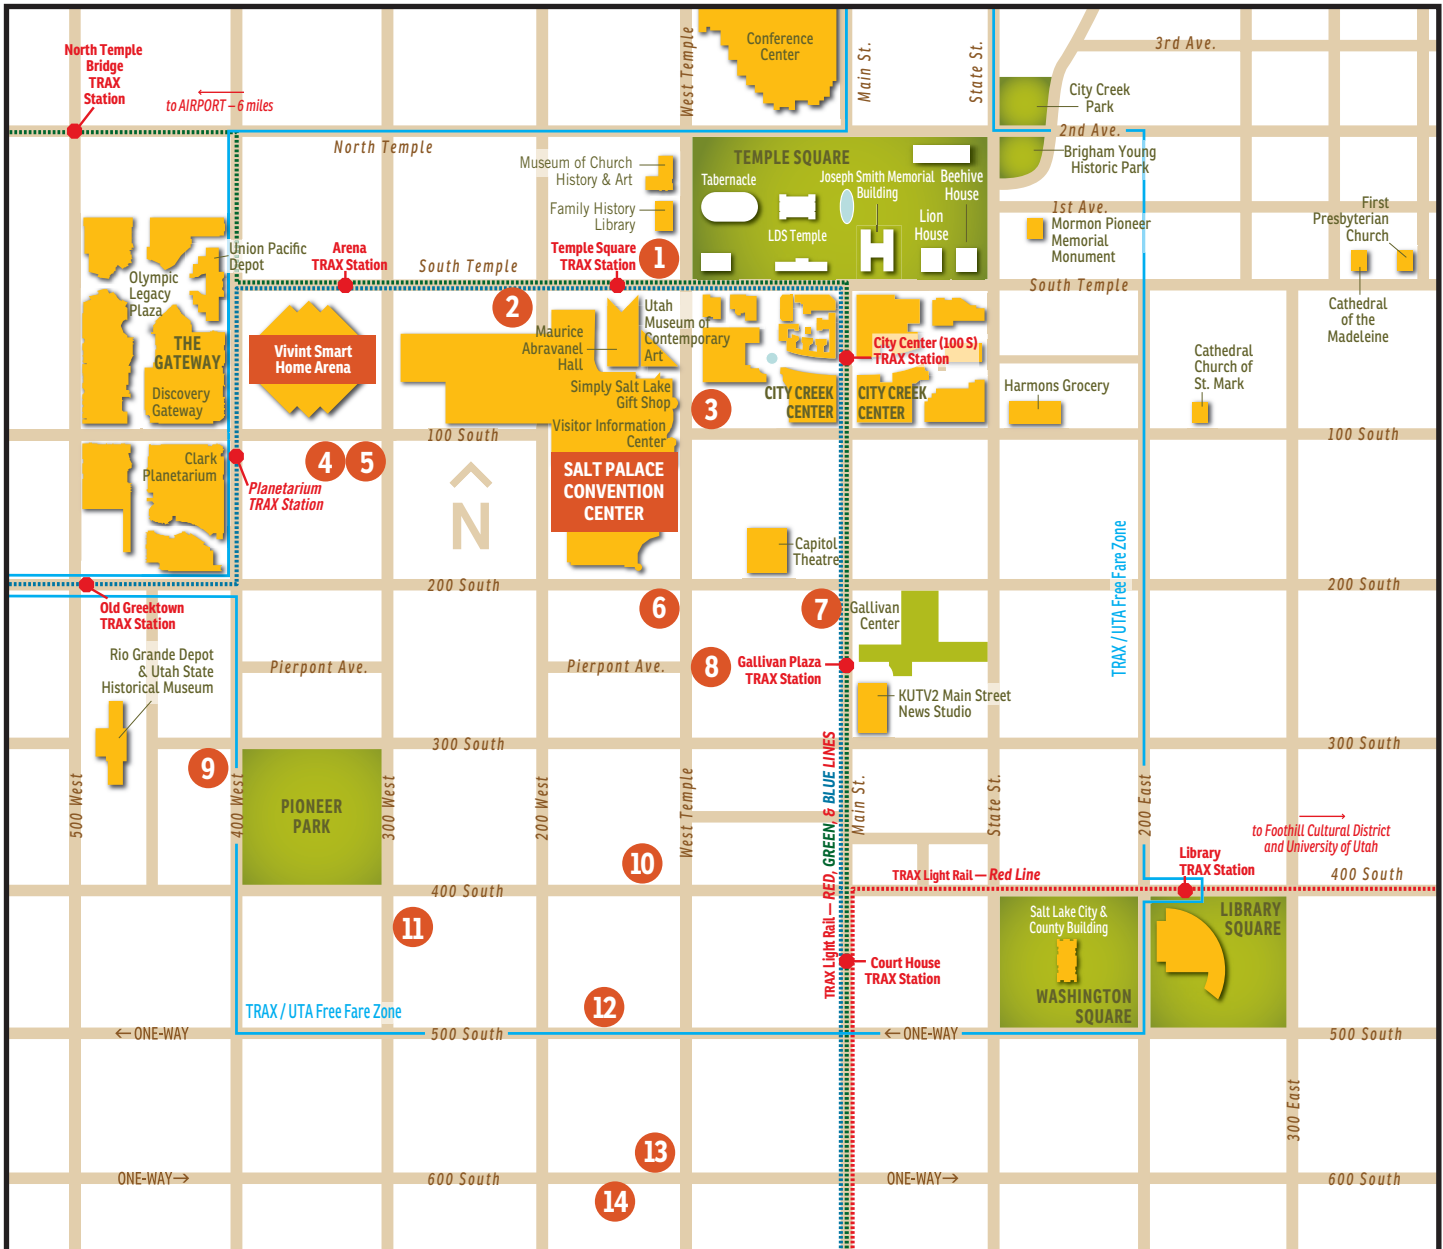 North Temple
Bridge
TRAX
Station
to AIRPORT – 6 miles
West Temple
Conference
Center
Main St.
State St.
3rd Ave.
City Creek
Park
2nd Ave.
Brigham Young
Historic Park
North Temple
Museum of Church
History & Art
Family History
Library
TEMPLE SQUARE
Tabernacle
Joseph Smith Memorial
Building
Beehive
House
LDS Temple
Lion
House
1st Ave.
Mormon Pioneer
Memorial
Monument
First
Presbyterian
Church
Union Pacific
Depot
Arena
TRAX Station
South Temple
Temple Square
TRAX Station
1
South Temple
Cathedral
of the
Madeleine
Olympic
Legacy
Plaza
THE
GATEWAY
Discovery
Gateway
Vivint Smart
Home Arena
2
Maurice
Abravanel
Hall
Utah
Museum of
Contemporary
Art
City Center (100 S)
TRAX Station
Simply Salt Lake
Gift Shop
3
CITY CREEK
CENTER
CITY CREEK
CENTER
Harmons Grocery
Cathedral
Church of
St. Mark
Visitor Information
Center
100 South
100 South
Clark
Planetarium
4
5
Planetarium
TRAX Station
N
SALT PALACE
CONVENTION
CENTER
Capitol
Theatre
TRAX / UTA Free Fare Zone
200 South
200 South
Old Greektown
TRAX Station
6
7
Gallivan
Center
Rio Grande Depot
& Utah State
Historical Museum
Pierpont Ave.
Pierpont Ave.
8
Gallivan Plaza
TRAX Station
KUTV2 Main Street
News Studio
300 South
300 South
9
500 West
400 West
PIONEER
PARK
300 West
200 West
West Temple
TRAX Light Rail — RED, GREEN, & BLUE LINES
Main St.
State St.
200 East
to Foothill Cultural District
and University of Utah
10
Library
TRAX Station
TRAX Light Rail — Red Line
400 South
400 South
11
Salt Lake City &
County Building
LIBRARY
SQUARE
Court House
TRAX Station
WASHINGTON
SQUARE
12
TRAX / UTA Free Fare Zone
ONE-WAY
500 South
ONE-WAY
500 South
300 East
13
ONE-WAY
600 South
ONE-WAY
600 South
14